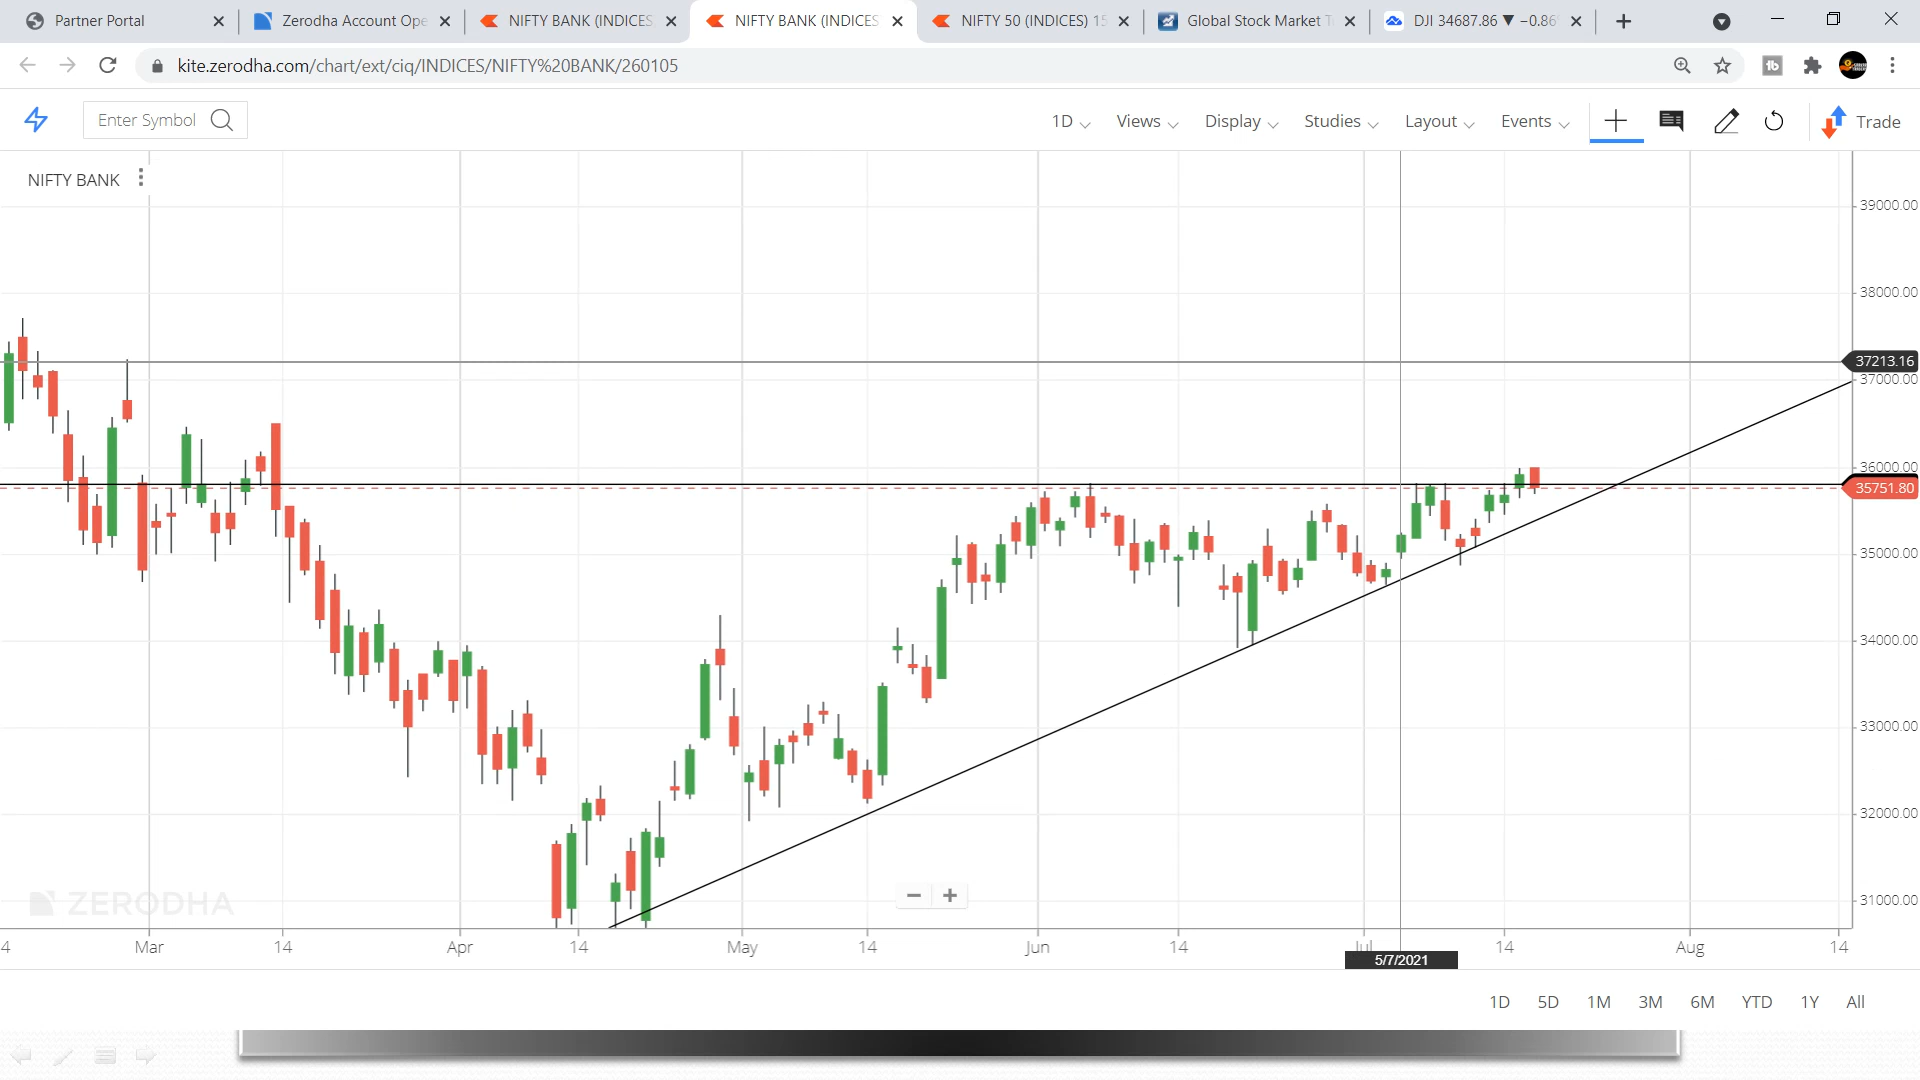 Partner Portal
Zerodha Account Ope
NIFTY BANK (INDICES
NIFTY BANK (INDICES
NIFTY 50 (INDICES) 15
Global Stock Market T
DJI 34687.86 ▼ −0.86
kite.zerodha.com/chart/ext/ciq/INDICES/NIFTY%20BANK/260105
Enter Symbol
1D
Views
Display
Studies
Layout
Events
Trade
NIFTY BANK
39000.00
38000.00
37213.16
37000.00
36000.00
35751.80
35000.00
34000.00
33000.00
32000.00
31000.00
ZERODHA
4 Mar 14 Apr 14 May 14 Jun 14 Jul 14 Aug 14
5/7/2021
1D 5D 1M 3M 6M YTD 1Y All